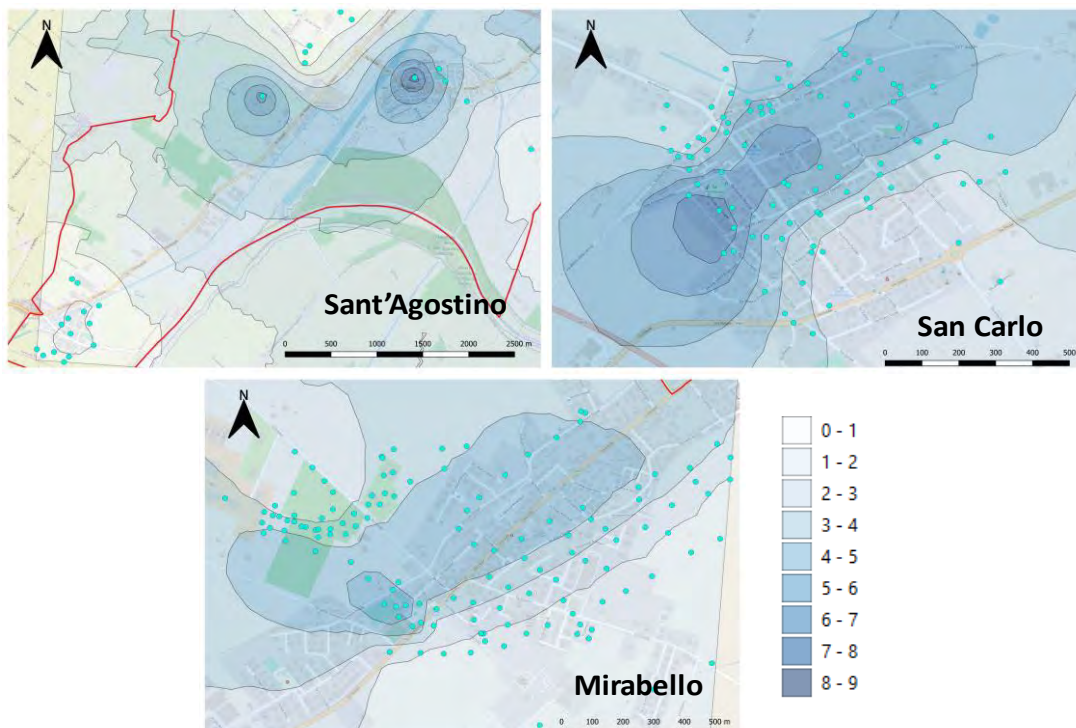 N
Sant’Agostino
0 500 1000 1500 2000 2500 m
N
San Carlo
0 100 200 300 400 500
N
Mirabello
0 100 200 300 400 500 m
0 - 1
1 - 2
2 - 3
3 - 4
4 - 5
5 - 6
6 - 7
7 - 8
8 - 9